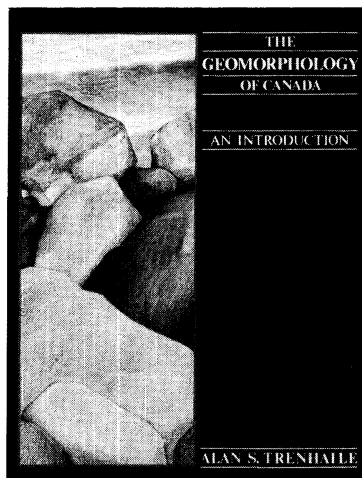 THE
GEOMORPHOLOGY
OF CANADA
AN INTRODUCTION
ALAN S. TRENHAILE